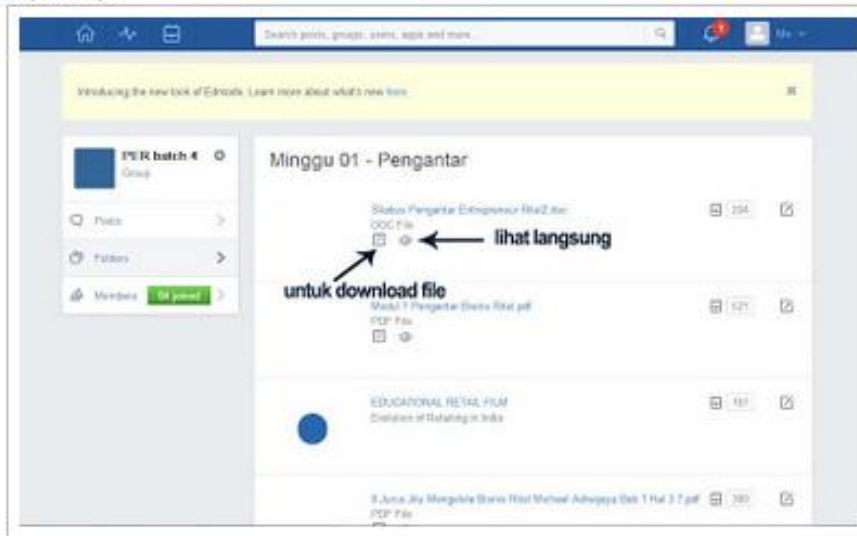 Search posts, groups, users, apps and more...
Me
Introducing the new look of Edmodo. Learn more about what's new here.
PER batch 4
Group
Posts
Folders
Members
joined
Minggu 01 - Pengantar
Silabus Pengantar Entrepreneur Ritel2.doc
DOC File
lihat langsung
untuk download file
Modul 1 Pengantar Bisnis Ritel.pdf
PDF File
EDUCATIONAL RETAIL FILM
Evolution of Retailing in India
Bisnis Ritel
PDF File